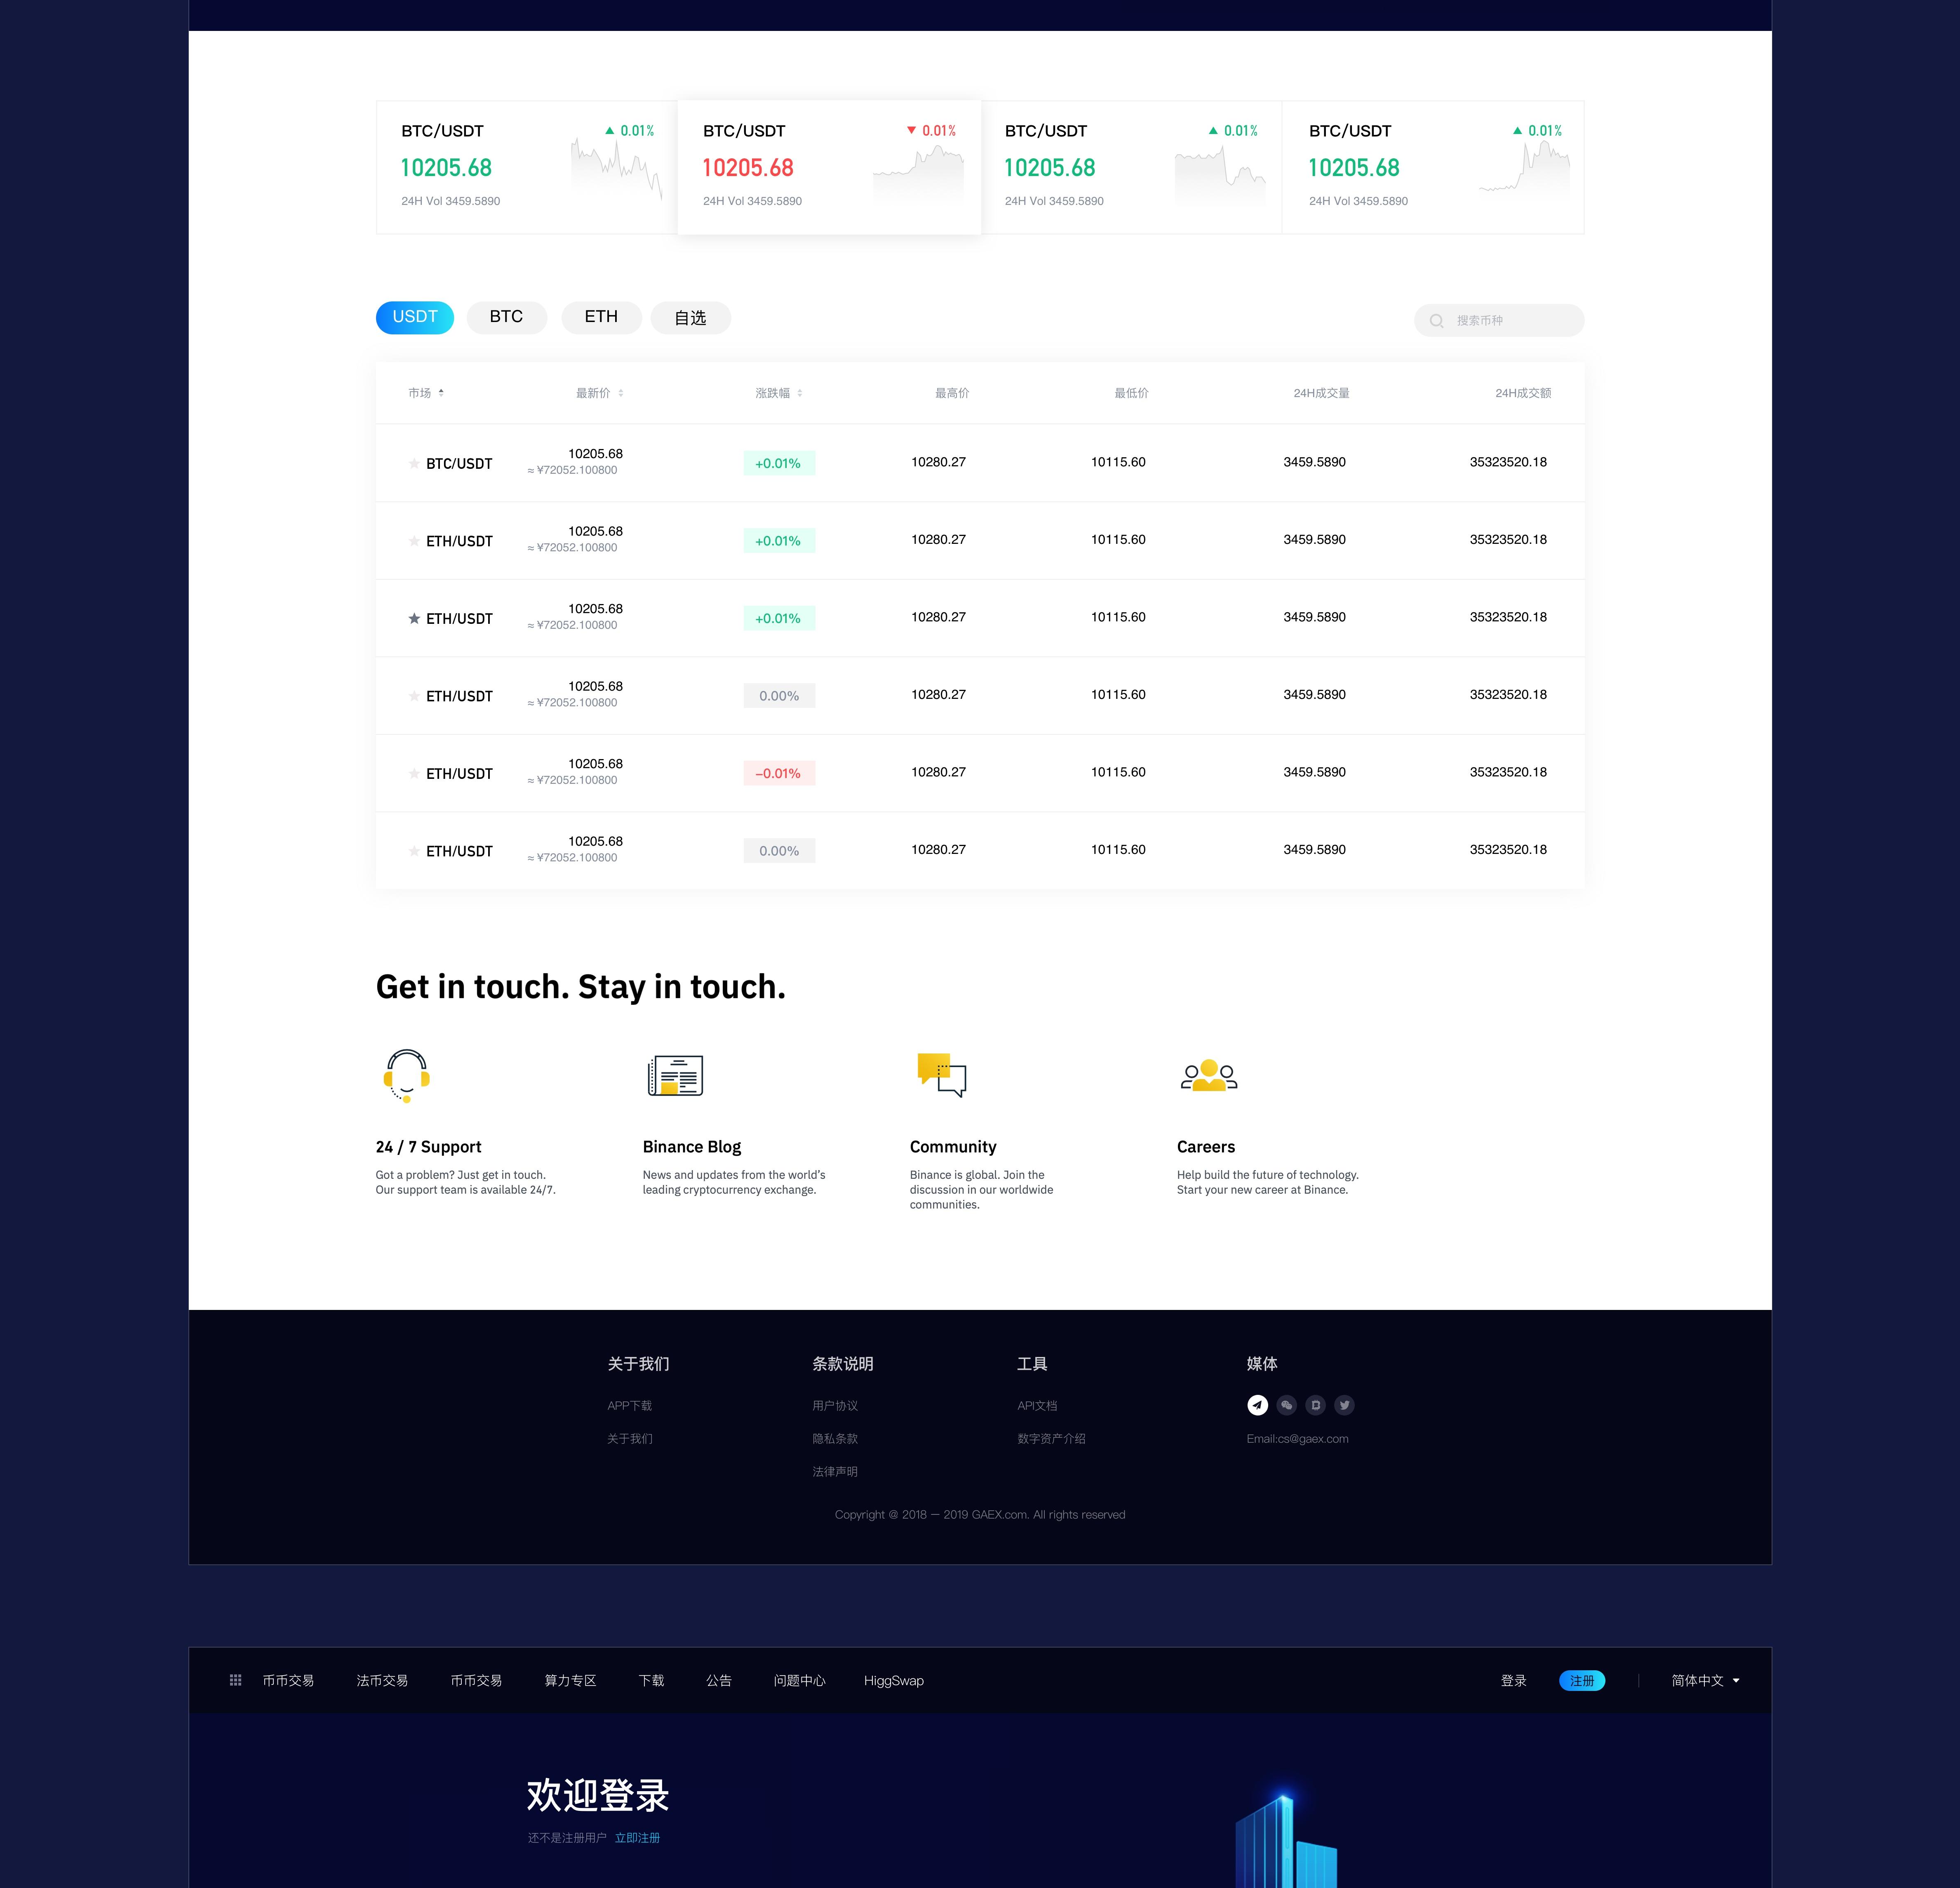 BTC/USDT 0.01%
10205.68
24H Vol 3459.5890
BTC/USDT 0.01%
10205.68
24H Vol 3459.5890
BTC/USDT 0.01%
10205.68
24H Vol 3459.5890
BTC/USDT 0.01%
10205.68
24H Vol 3459.5890
USDT BTC ETH 自选 搜索币种
市场 最新价 涨跌幅 最高价 最低价 24H成交量 24H成交额
BTC/USDT 10205.68 +0.01% 10280.27 10115.60 3459.5890 35323520.18
≈ ¥72052.100800
ETH/USDT 10205.68 +0.01% 10280.27 10115.60 3459.5890 35323520.18
≈ ¥72052.100800
ETH/USDT 10205.68 +0.01% 10280.27 10115.60 3459.5890 35323520.18
≈ ¥72052.100800
ETH/USDT 10205.68 0.00% 10280.27 10115.60 3459.5890 35323520.18
≈ ¥72052.100800
ETH/USDT 10205.68 −0.01% 10280.27 10115.60 3459.5890 35323520.18
≈ ¥72052.100800
ETH/USDT 10205.68 0.00% 10280.27 10115.60 3459.5890 35323520.18
≈ ¥72052.100800
Get in touch. Stay in touch.
24 / 7 Support
Got a problem? Just get in touch.
Our support team is available 24/7.
Binance Blog
News and updates from the world’s
leading cryptocurrency exchange.
Community
Binance is global. Join the
discussion in our worldwide
communities.
Careers
Help build the future of technology.
Start your new career at Binance.
关于我们
APP下载
关于我们
条款说明
用户协议
隐私条款
法律声明
工具
API文档
数字资产介绍
媒体
Email:cs@gaex.com
Copyright @ 2018 — 2019 GAEX.com. All rights reserved
币币交易 法币交易 币币交易 算力专区 下载 公告 问题中心 HiggSwap 登录 注册 简体中文
欢迎登录
还不是注册用户 立即注册